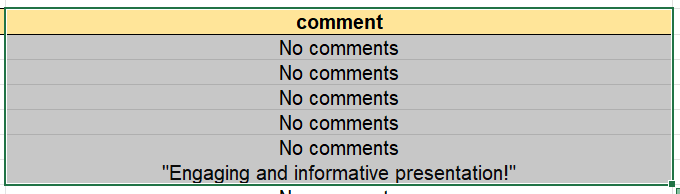 comment
No comments
No comments
No comments
No comments
No comments
"Engaging and informative presentation!"